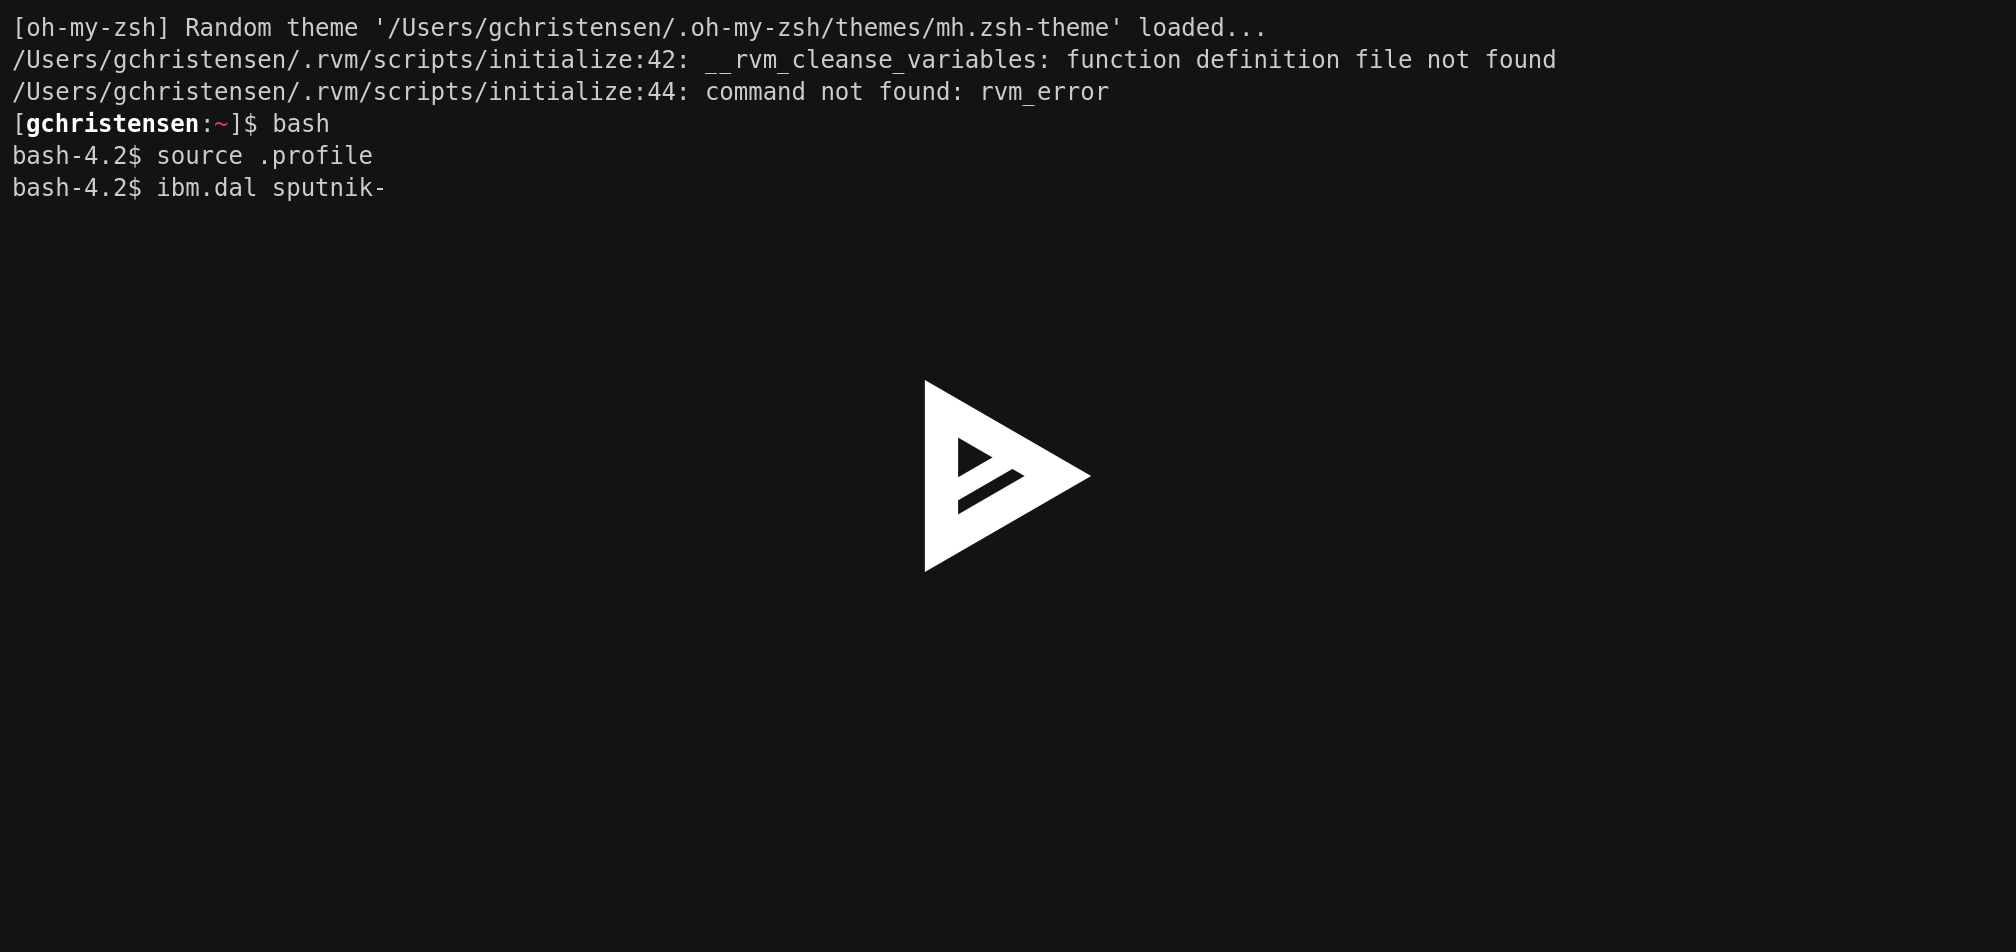 [oh-my-zsh] Random theme '/Users/gchristensen/.oh-my-zsh/themes/mh.zsh-theme' loaded...
/Users/gchristensen/.rvm/scripts/initialize:42: __rvm_cleanse_variables: function definition file not found
/Users/gchristensen/.rvm/scripts/initialize:44: command not found: rvm_error
[gchristensen:~]$ bash
bash-4.2$ source .profile
bash-4.2$ ibm.dal sputnik-